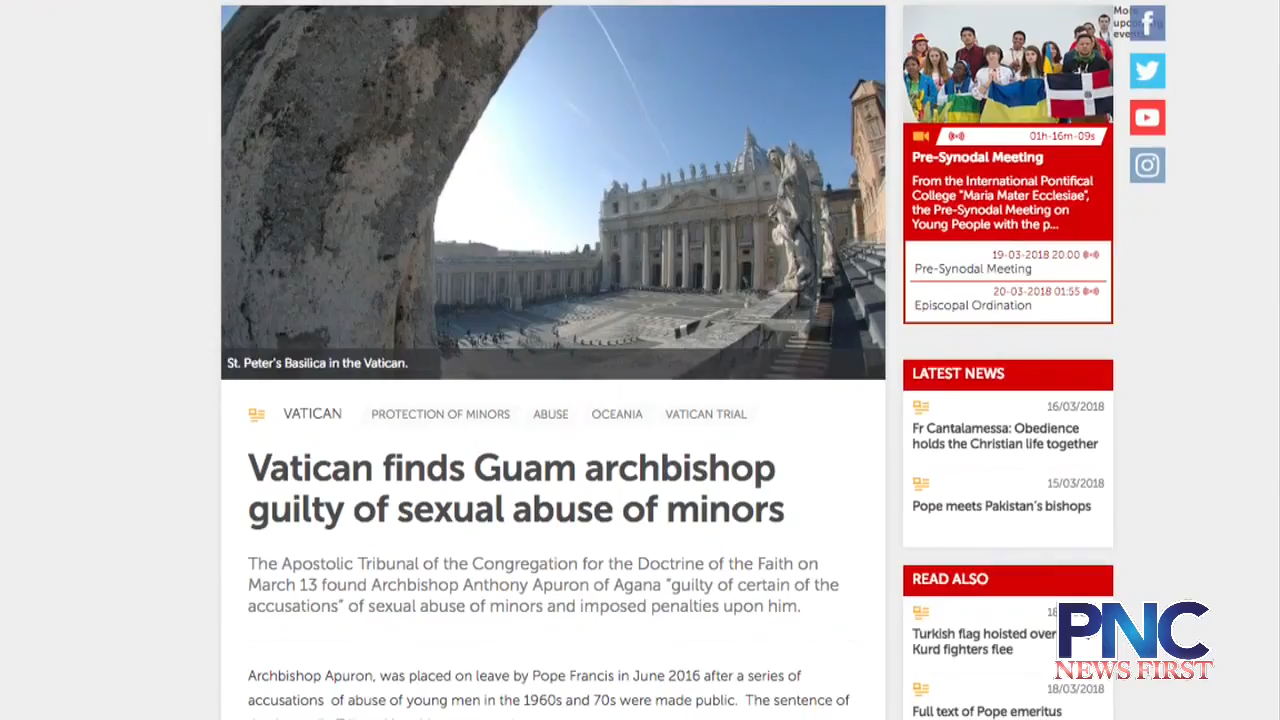 St. Peter's Basilica in the Vatican.
VATICAN
PROTECTION OF MINORS
ABUSE
OCEANIA
VATICAN TRIAL
Vatican finds Guam archbishop
guilty of sexual abuse of minors
The Apostolic Tribunal of the Congregation for the Doctrine of the Faith on
March 13 found Archbishop Anthony Apuron of Agana "guilty of certain of the
accusations" of sexual abuse of minors and imposed penalties upon him.
Archbishop Apuron, was placed on leave by Pope Francis in June 2016 after a series of
accusations of abuse of young men in the 1960s and 70s were made public. The sentence of
More
upcoming
events
01h-16m-09s
Pre-Synodal Meeting
From the International Pontifical
College "Maria Mater Ecclesiae",
the Pre-Synodal Meeting on
Young People with the p...
19-03-2018 20:00
Pre-Synodal Meeting
20-03-2018 01:55
Episcopal Ordination
LATEST NEWS
16/03/2018
Fr Cantalamessa: Obedience
holds the Christian life together
15/03/2018
Pope meets Pakistan's bishops
READ ALSO
Turkish flag hoisted over
Kurd fighters flee
18/03/2018
Full text of Pope emeritus
PNC
NEWS FIRST